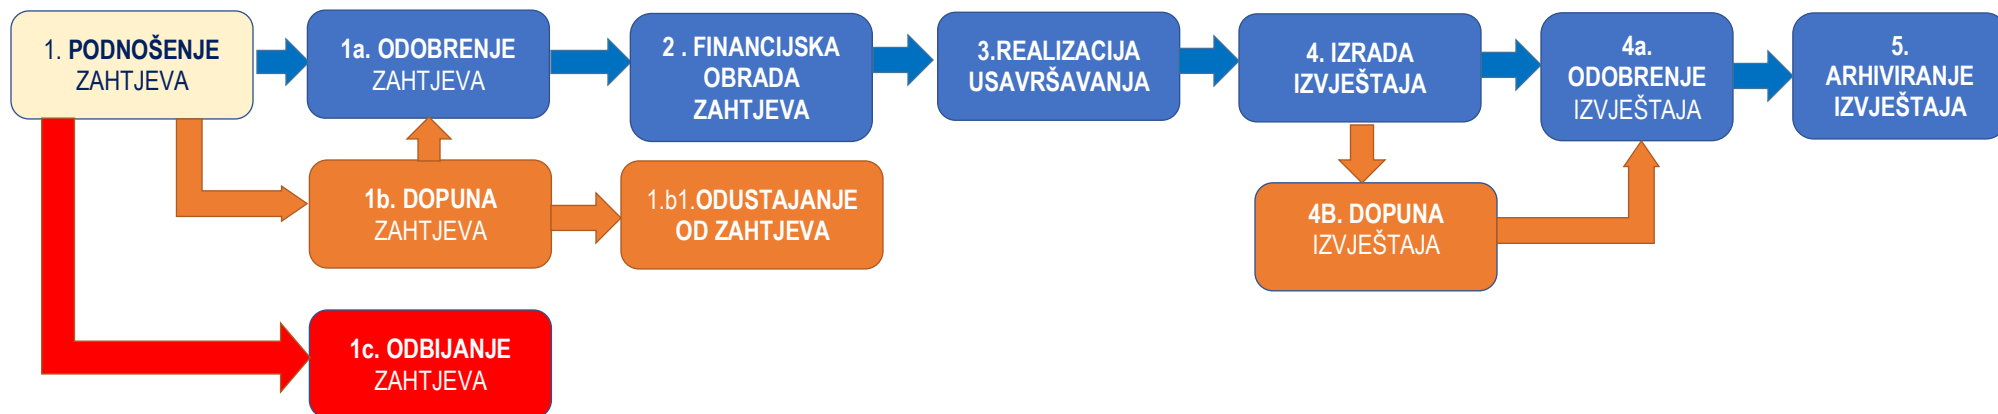 1. PODNOŠENJE
ZAHTJEVA
1a. ODOBRENJE
ZAHTJEVA
2 . FINANCIJSKA
OBRADA
ZAHTJEVA
3.REALIZACIJA
USAVRŠAVANJA
4. IZRADA
IZVJEŠTAJA
4a.
ODOBRENJE
IZVJEŠTAJA
5.
ARHIVIRANJE
IZVJEŠTAJA
1b. DOPUNA
ZAHTJEVA
1.b1.ODUSTAJANJE
OD ZAHTJEVA
4B. DOPUNA
IZVJEŠTAJA
1c. ODBIJANJE
ZAHTJEVA